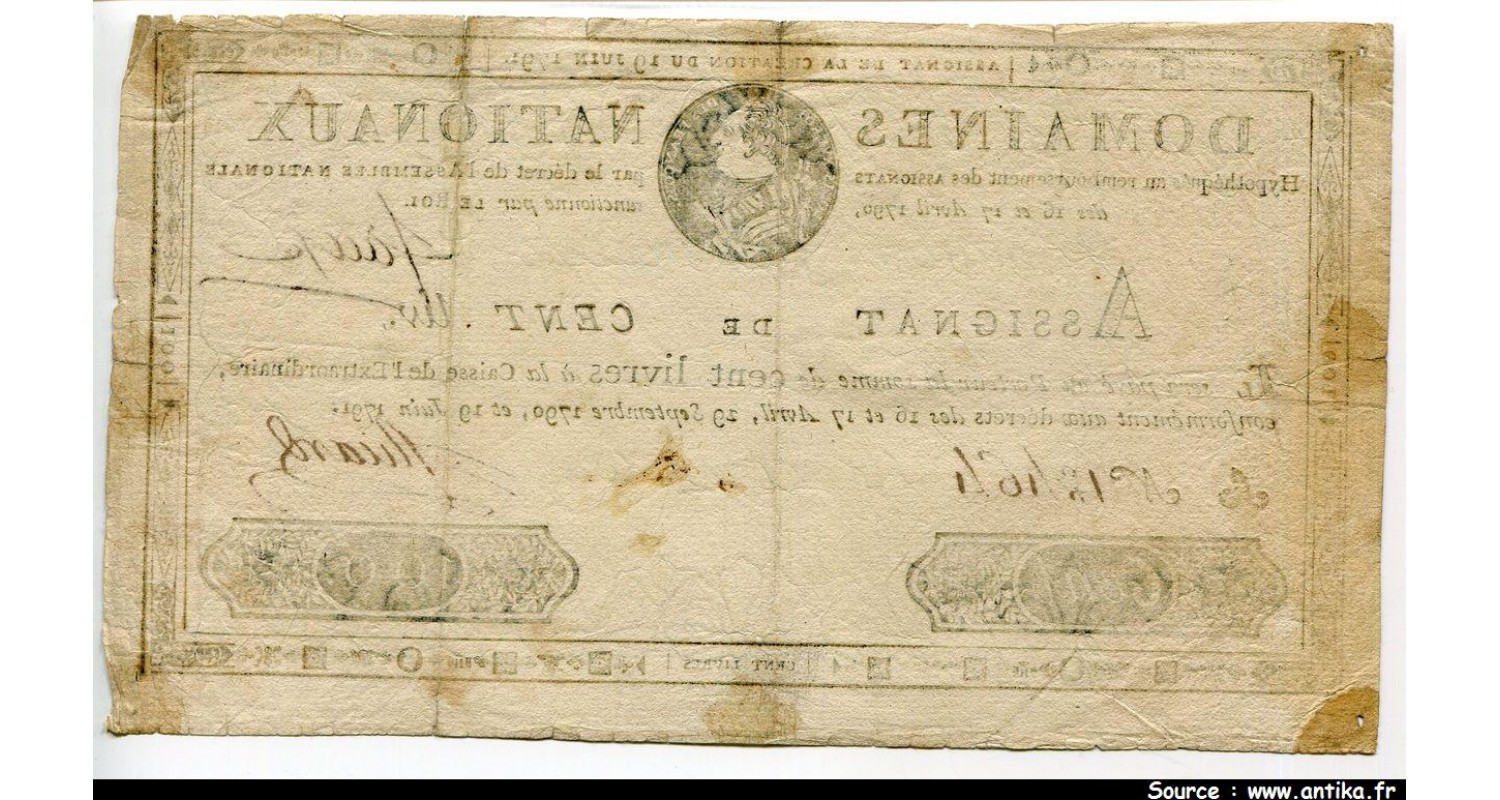 ASSIGNAT DE LA CRÉATION DU 19 JUIN 1791.
DOMAINES NATIONAUX
Hypothéqués au remboursement des ASSIGNATS par le décret de l'ASSEMBLÉE NATIONALE
des 16 et 17 Avril 1790, sanctionné par LE ROI.
ASSIGNAT DE CENT liv.,
IL sera payé au Porteur la somme de cent livres à la Caisse de l'Extraordinaire,
conformément aux décrets des 16 et 17 Avril, 29 Septembre 1790, et 19 Juin 1791.
CENT LIVRES
Source : www.antika.fr